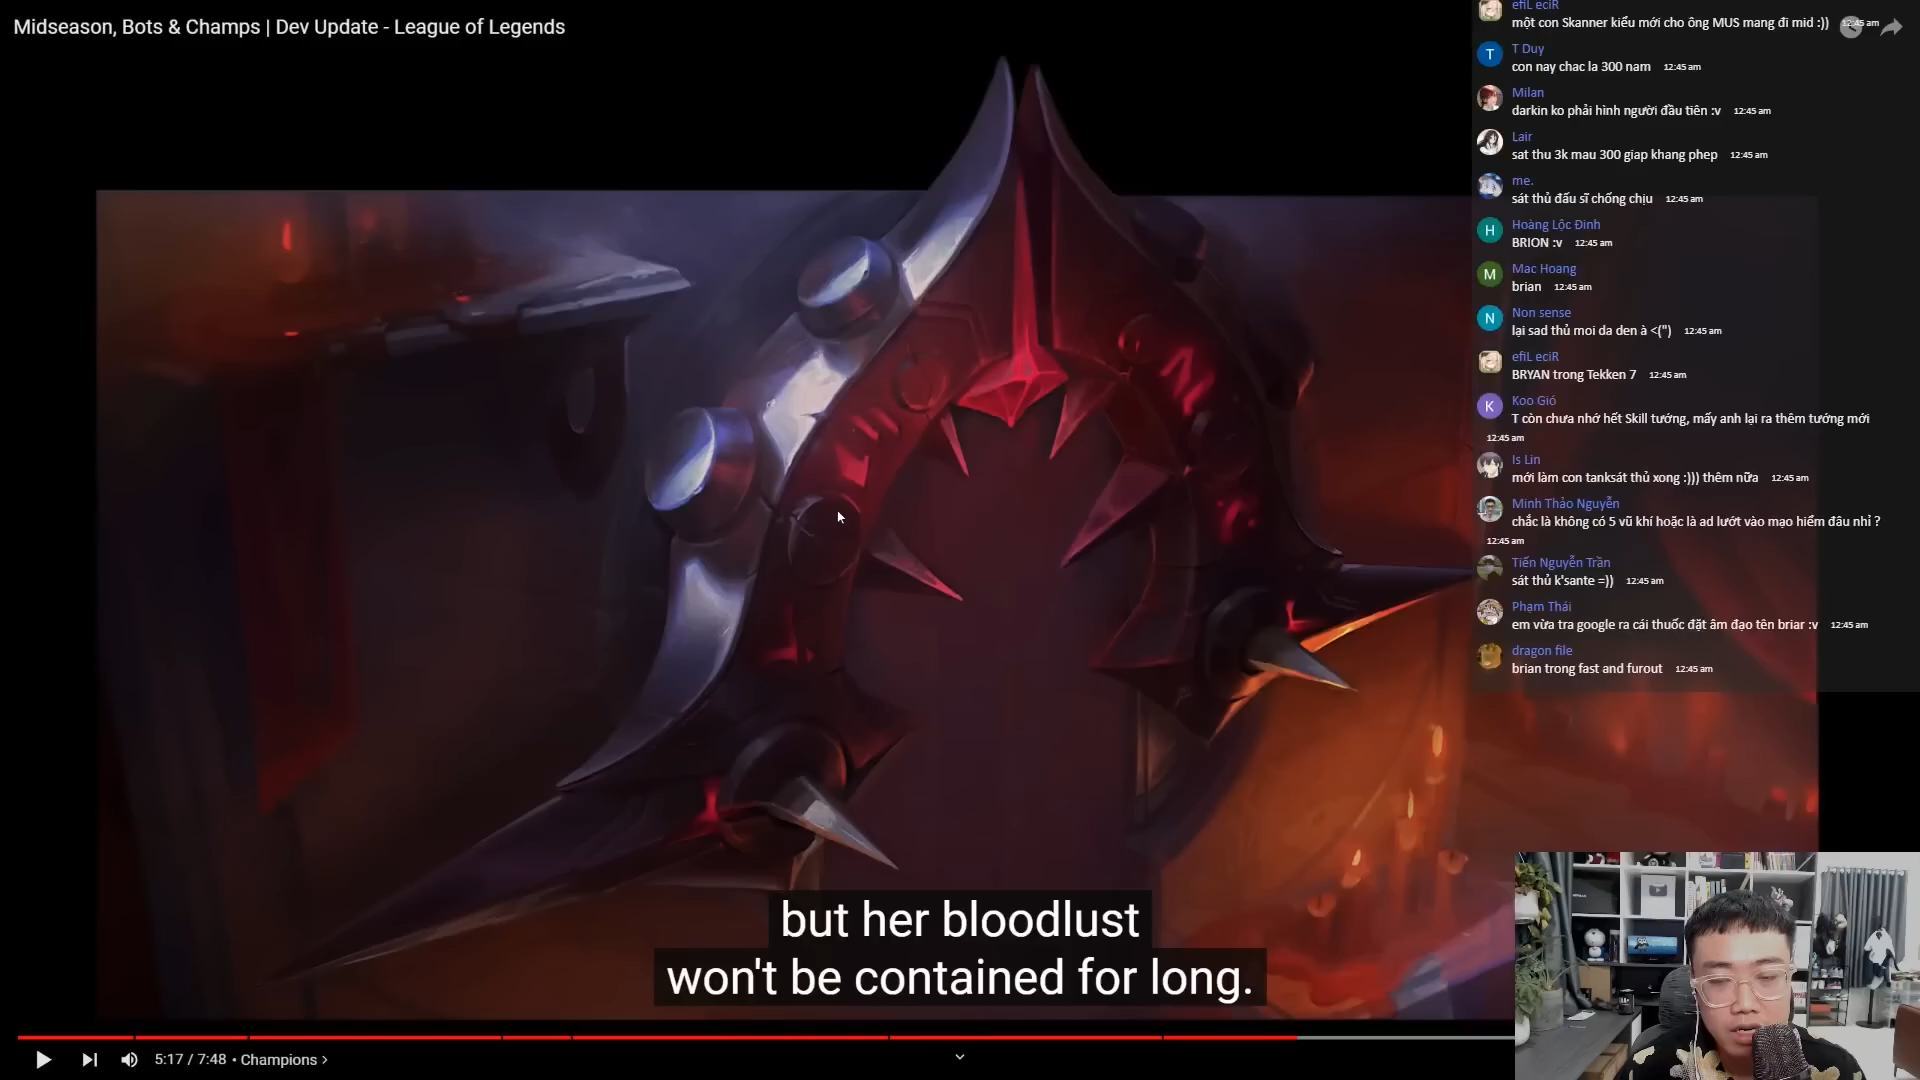 Midseason, Bots & Champs | Dev Update - League of Legends
efiL eciR
một con Skanner kiểu mới cho ông MUS mang đi mid :)) 12:45 am
T Duy
T
con nay chac la 300 nam 12:45 am
Milan
darkin ko phải hình người đầu tiên :v 12:45 am
Lair
sat thu 3k mau 300 giap khang phep 12:45 am
me.
sát thủ đấu sĩ chống chịu 12:45 am
Hoàng Lộc Đinh
H
BRION :v 12:45 am
Mac Hoang
M
brian 12:45 am
Non sense
N
lại sad thủ moi da den à <(") 12:45 am
efiL eciR
BRYAN trong Tekken 7 12:45 am
Koo Gió
K
T còn chưa nhớ hết Skill tướng, mấy anh lại ra thêm tướng mới
12:45 am
Is Lin
mới làm con tanksát thủ xong :))) thêm nữa 12:45 am
Minh Thảo Nguyễn
chắc là không có 5 vũ khí hoặc là ad lướt vào mạo hiểm đâu nhỉ ?
12:45 am
Tiến Nguyễn Trần
sát thủ k'sante =)) 12:45 am
Phạm Thái
em vừa tra google ra cái thuốc đặt âm đạo tên briar :v 12:45 am
dragon file
brian trong fast and furout 12:45 am
but her bloodlust
won't be contained for long.
5:17 / 7:48 • Championsㅤ>